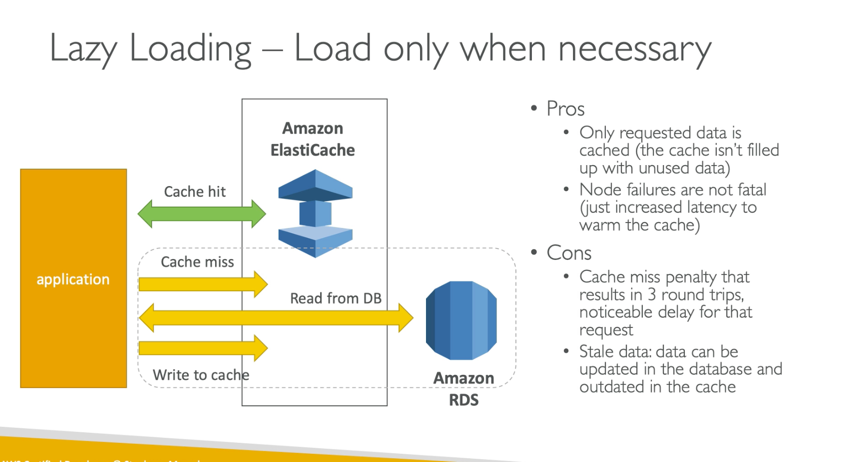 Lazy Loading – Load only when necessary
Amazon
ElastiCache
Cache hit
application
Cache miss
Read from DB
Write to cache
Amazon
RDS
• Pros
• Only requested data is
cached (the cache isn't filled
up with unused data)
• Node failures are not fatal
(just increased latency to
warm the cache)
• Cons
• Cache miss penalty that
results in 3 round trips,
noticeable delay for that
request
• Stale data: data can be
updated in the database and
outdated in the cache